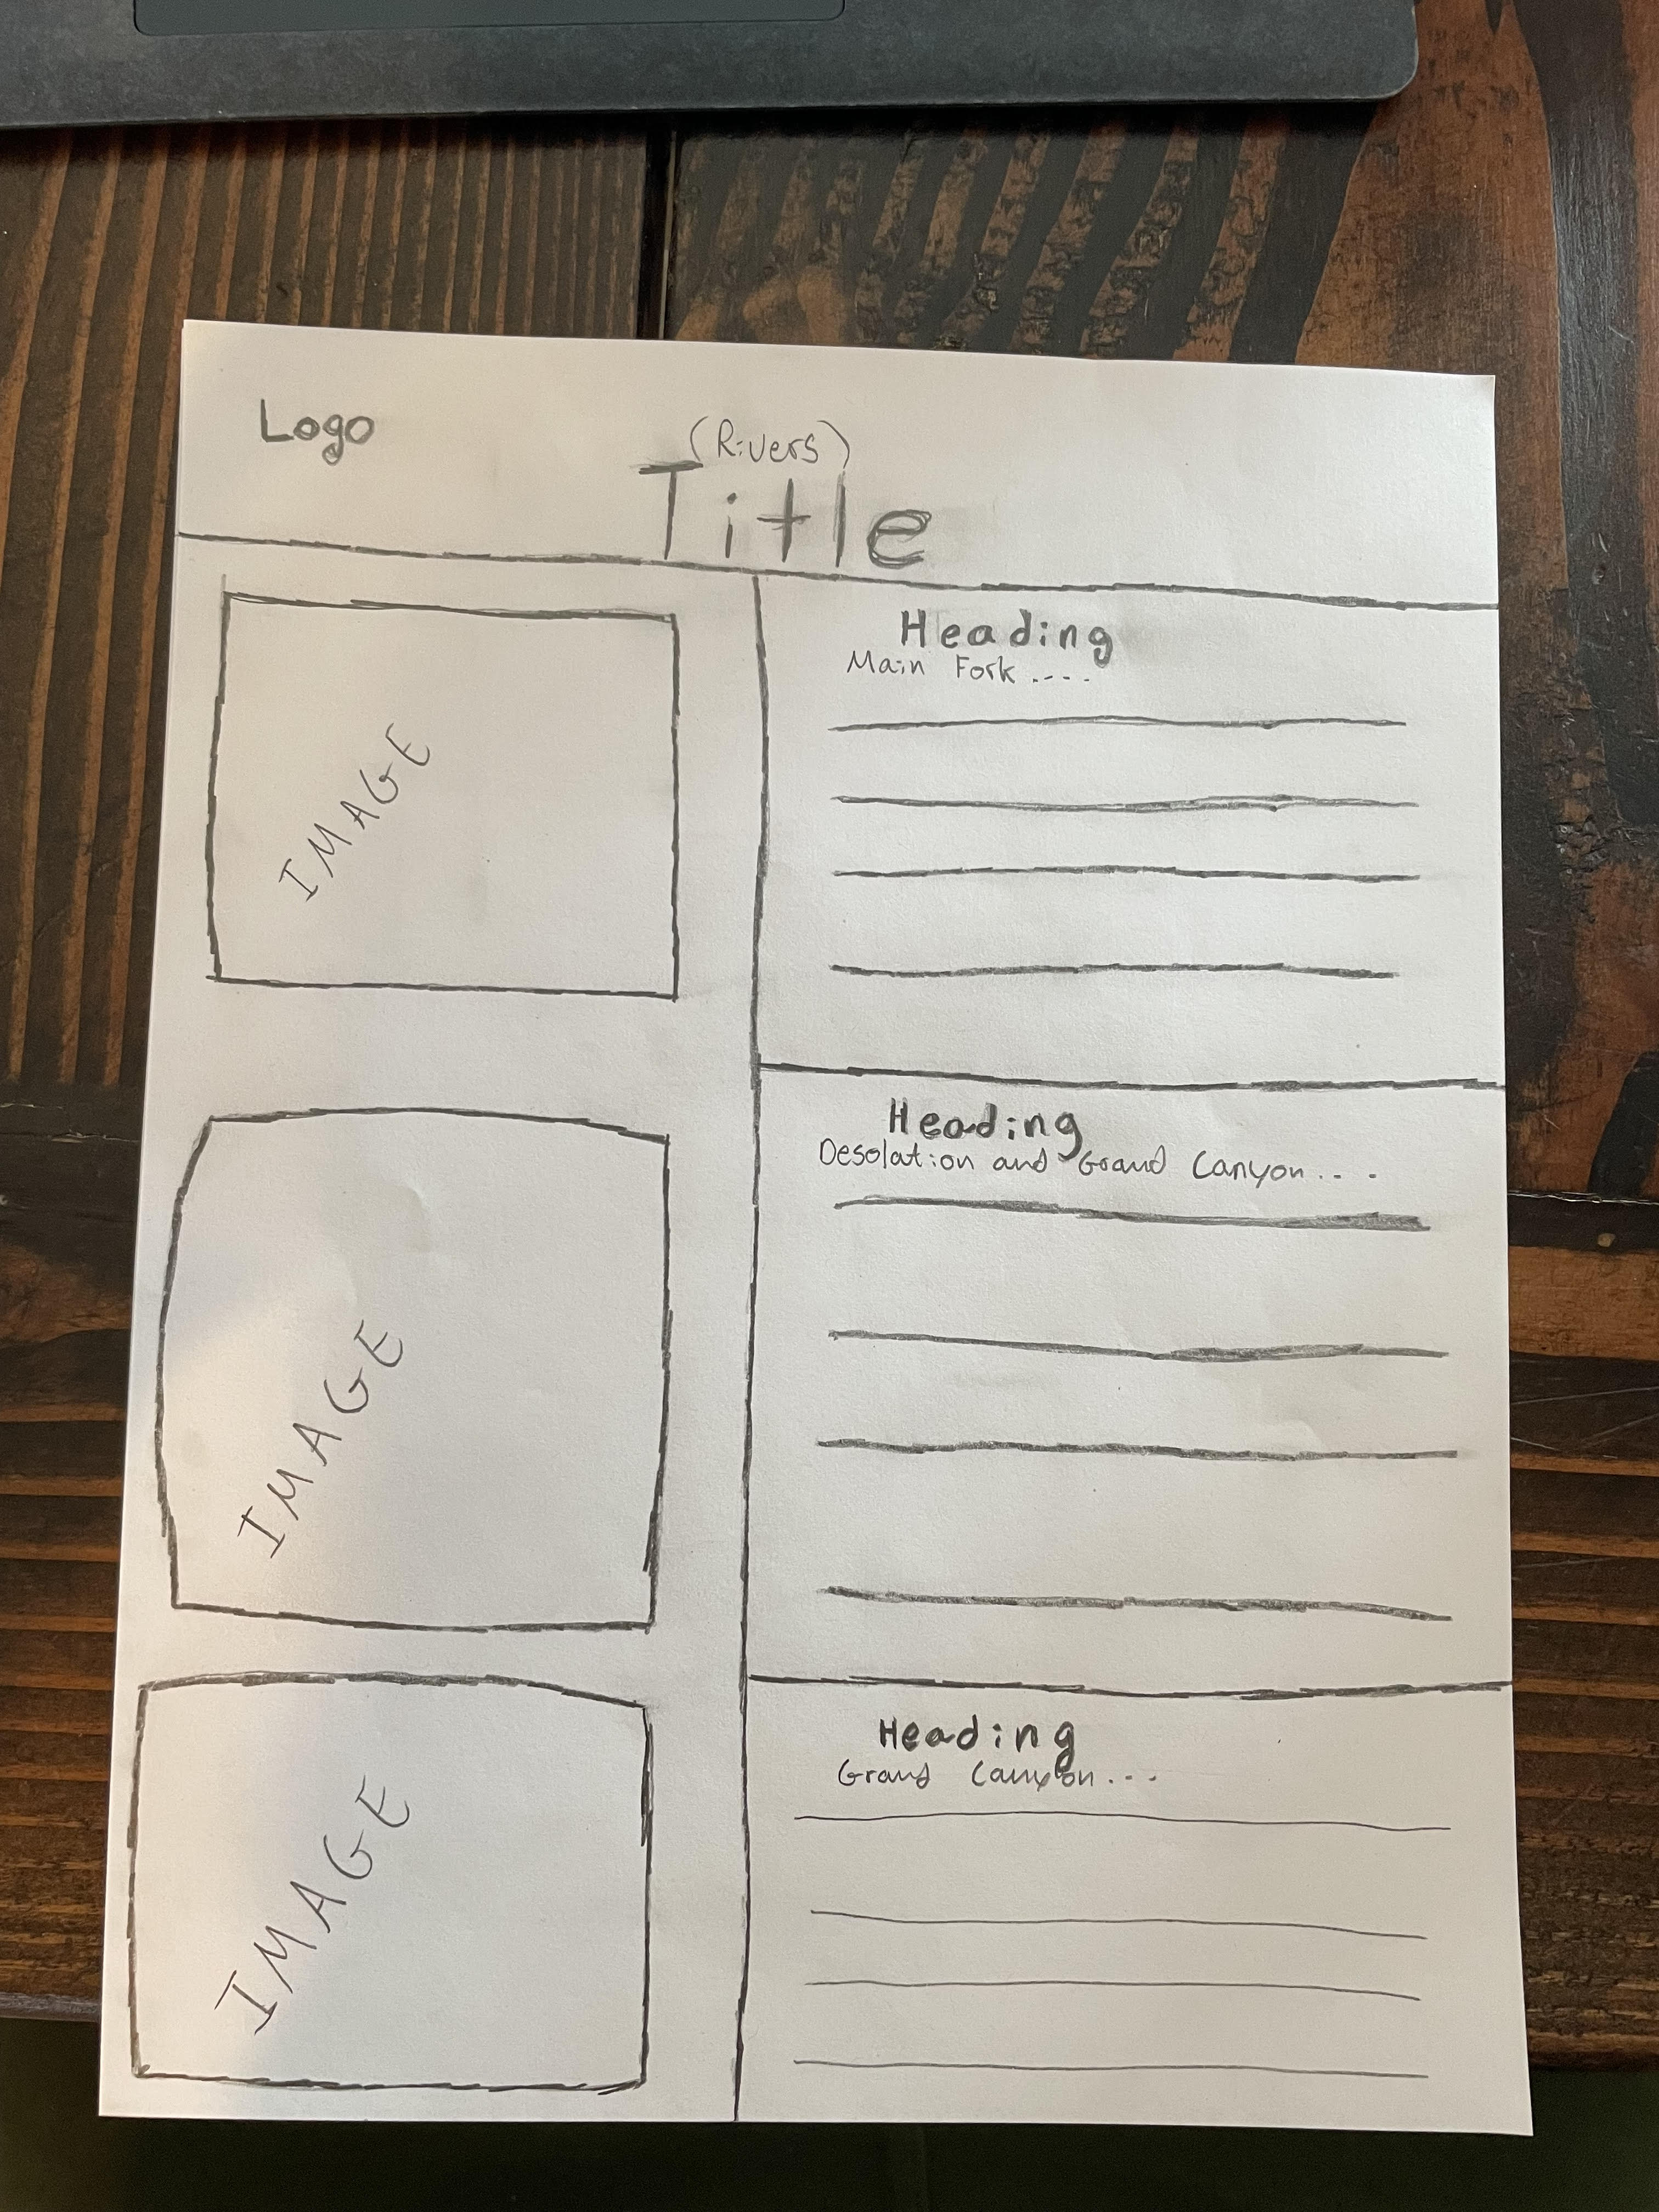 Logo
(Rivers)
Title
IMAGE
Heading
Main Fork ....
IMAGE
Heading
Desolation and Grand Canyon ....
IMAGE
Heading
Grand Canyon...